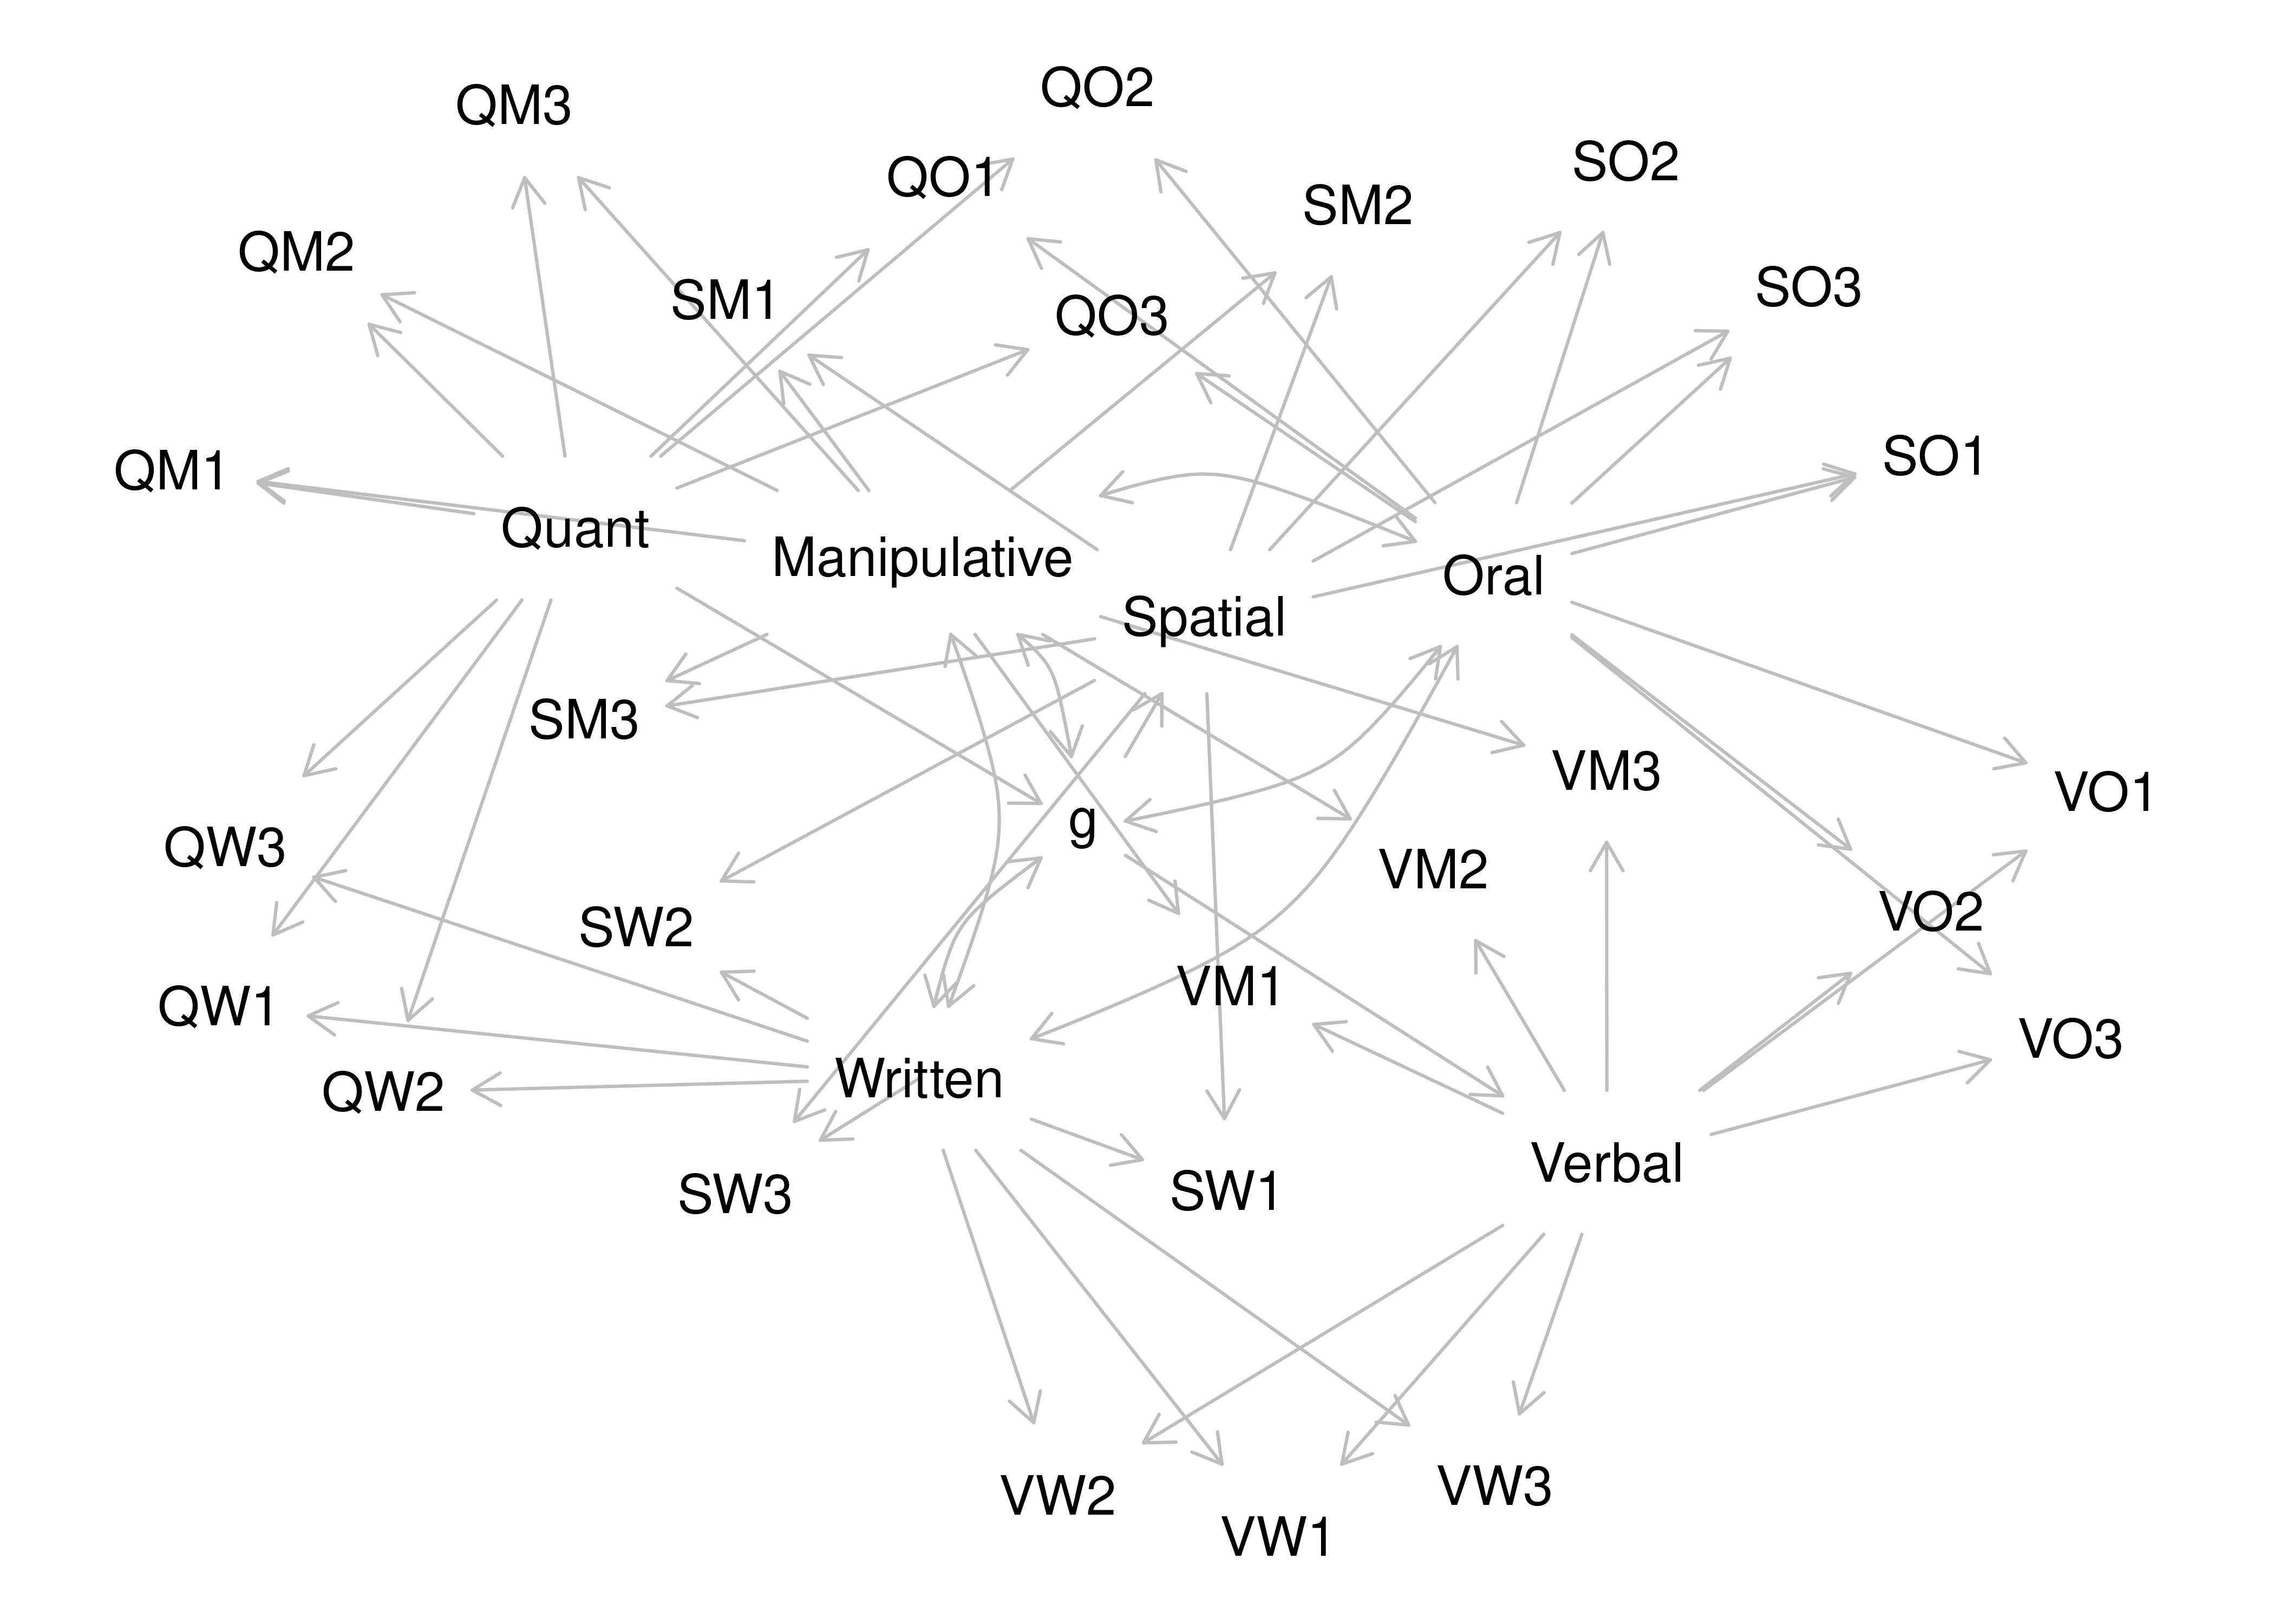 QO2
QM3
SO2
QO1
SM2
QM2
SO3
SM1
QO3
SO1
QM1
Quant
Manipulative
Oral
Spatial
SM3
VM3
VO1
g
QW3
VM2
VO2
SW2
VM1
QW1
VO3
Written
QW2
Verbal
SW1
SW3
VW3
VW2
VW1